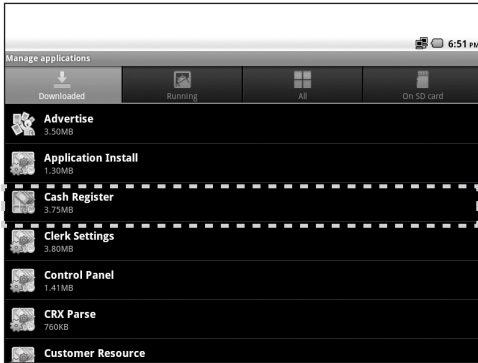 6:51 PM
Manage applications
Downloaded
Running
All
On SD card
Advertise
3.50MB
Application Install
1.30MB
Cash Register
3.75MB
Clerk Settings
3.80MB
Control Panel
1.41MB
CRX Parse
760KB
Customer Resource